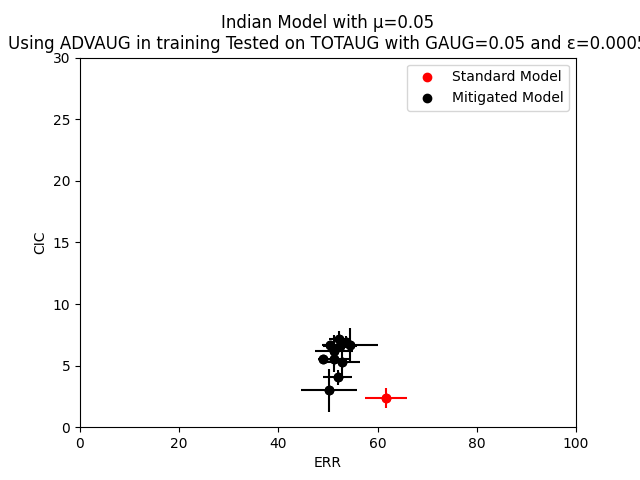 Indian Model with μ=0.05
Using ADVAUG in training Tested on TOTAUG with GAUG=0.05 and ε=0.0005
Standard Model
Mitigated Model
30
25
20
15
10
5
0
CIC
0 20 40 60 80 100
ERR